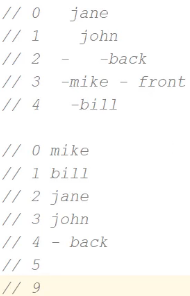 // 0   jane
// 1    john
// 2  -   -back
// 3  -mike - front
// 4   -bill

// 0 mike
// 1 bill
// 2 jane
// 3 john
// 4 - back
// 5
// 9